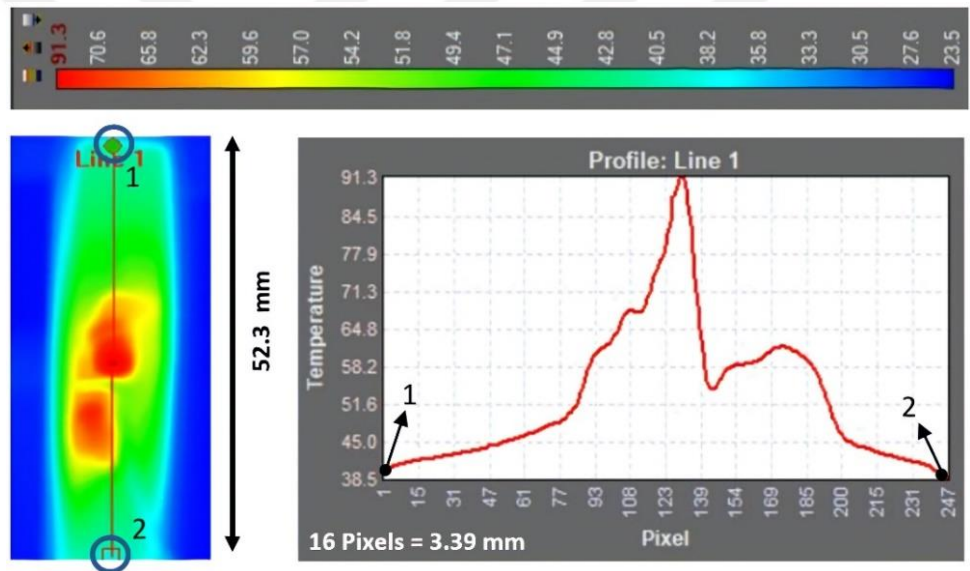 91.3 70.6 65.8 62.3 59.6 57.0 54.2 51.8 49.4 47.1 44.9 42.8 40.5 38.2 35.8 33.3 30.5 27.6 23.5
Line 1
1
52.3 mm
2
Profile: Line 1
Temperature
91.3
84.5
77.9
71.3
64.8
58.2
51.6
45.0
38.5
1
2
1 15 31 47 61 77 93 108 123 139 154 169 185 200 215 231 247
16 Pixels = 3.39 mm
Pixel